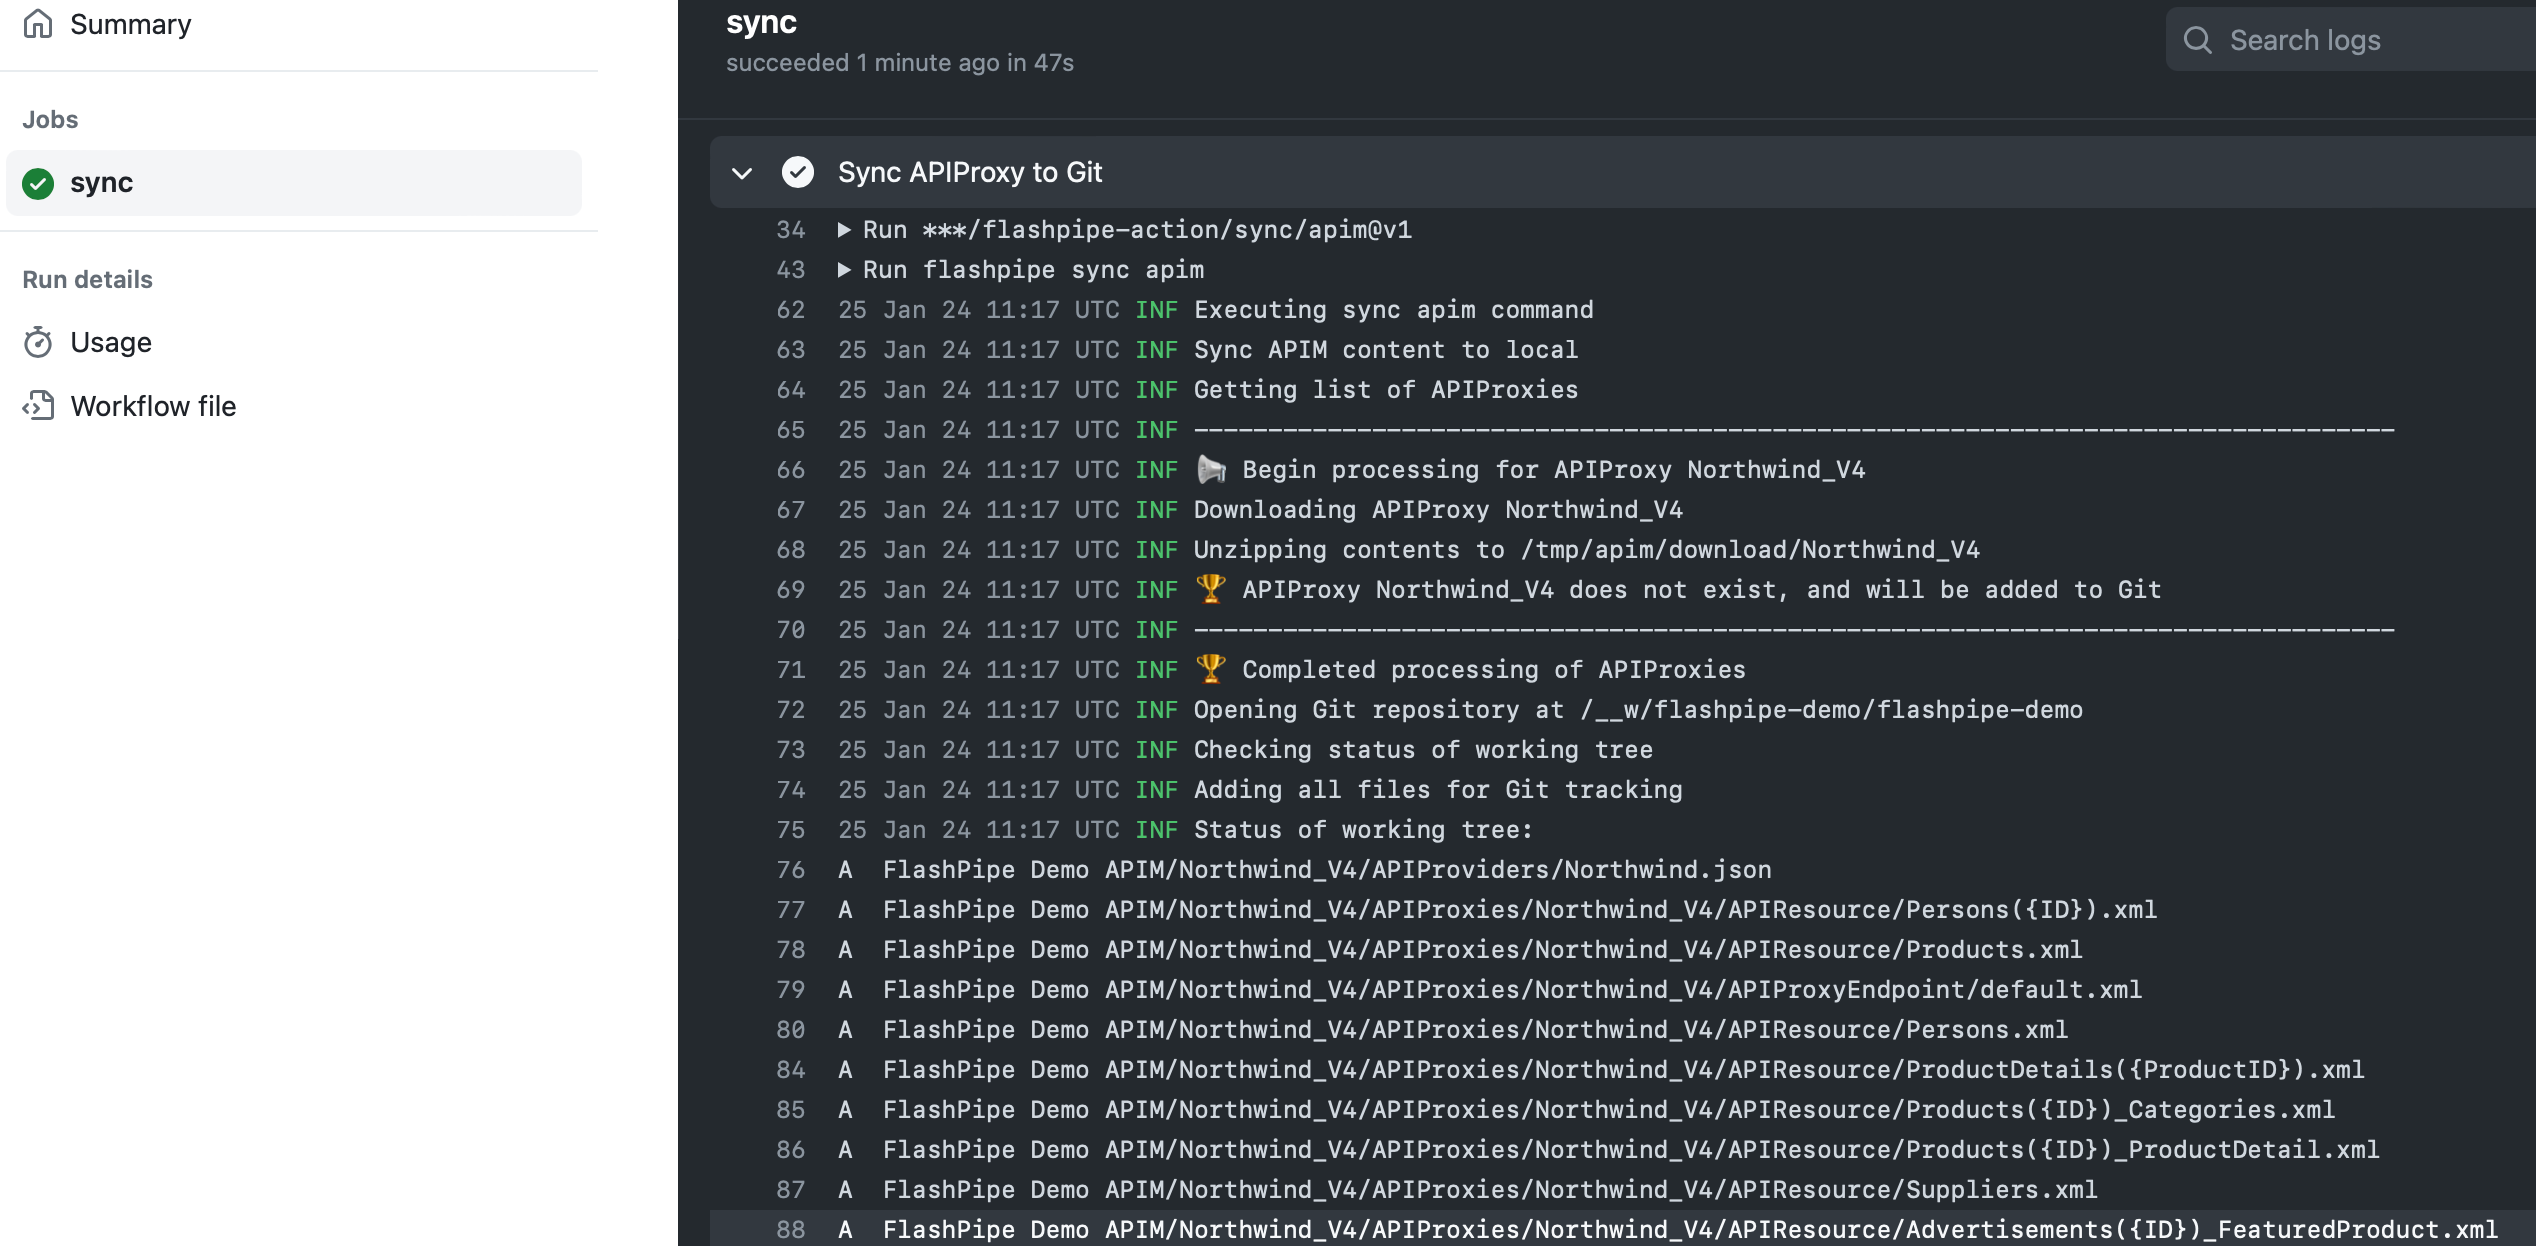 Summary
Jobs
sync
Run details
Usage
Workflow file
sync
succeeded 1 minute ago in 47s
Search logs
Sync APIProxy to Git
34 Run ***/flashpipe-action/sync/apim@v1
43 Run flashpipe sync apim
62 25 Jan 24 11:17 UTC INF Executing sync apim command
63 25 Jan 24 11:17 UTC INF Sync APIM content to local
64 25 Jan 24 11:17 UTC INF Getting list of APIProxies
65 25 Jan 24 11:17 UTC INF ---------------------------------------------------------------------------------
66 25 Jan 24 11:17 UTC INF 📢 Begin processing for APIProxy Northwind_V4
67 25 Jan 24 11:17 UTC INF Downloading APIProxy Northwind_V4
68 25 Jan 24 11:17 UTC INF Unzipping contents to /tmp/apim/download/Northwind_V4
69 25 Jan 24 11:17 UTC INF 🏆 APIProxy Northwind_V4 does not exist, and will be added to Git
70 25 Jan 24 11:17 UTC INF ---------------------------------------------------------------------------------
71 25 Jan 24 11:17 UTC INF 🏆 Completed processing of APIProxies
72 25 Jan 24 11:17 UTC INF Opening Git repository at /__w/flashpipe-demo/flashpipe-demo
73 25 Jan 24 11:17 UTC INF Checking status of working tree
74 25 Jan 24 11:17 UTC INF Adding all files for Git tracking
75 25 Jan 24 11:17 UTC INF Status of working tree:
76 A  FlashPipe Demo APIM/Northwind_V4/APIProviders/Northwind.json
77 A  FlashPipe Demo APIM/Northwind_V4/APIProxies/Northwind_V4/APIResource/Persons({ID}).xml
78 A  FlashPipe Demo APIM/Northwind_V4/APIProxies/Northwind_V4/APIResource/Products.xml
79 A  FlashPipe Demo APIM/Northwind_V4/APIProxies/Northwind_V4/APIProxyEndpoint/default.xml
80 A  FlashPipe Demo APIM/Northwind_V4/APIProxies/Northwind_V4/APIResource/Persons.xml
84 A  FlashPipe Demo APIM/Northwind_V4/APIProxies/Northwind_V4/APIResource/ProductDetails({ProductID}).xml
85 A  FlashPipe Demo APIM/Northwind_V4/APIProxies/Northwind_V4/APIResource/Products({ID})_Categories.xml
86 A  FlashPipe Demo APIM/Northwind_V4/APIProxies/Northwind_V4/APIResource/Products({ID})_ProductDetail.xml
87 A  FlashPipe Demo APIM/Northwind_V4/APIProxies/Northwind_V4/APIResource/Suppliers.xml
88 A  FlashPipe Demo APIM/Northwind_V4/APIProxies/Northwind_V4/APIResource/Advertisements({ID})_FeaturedProduct.xml